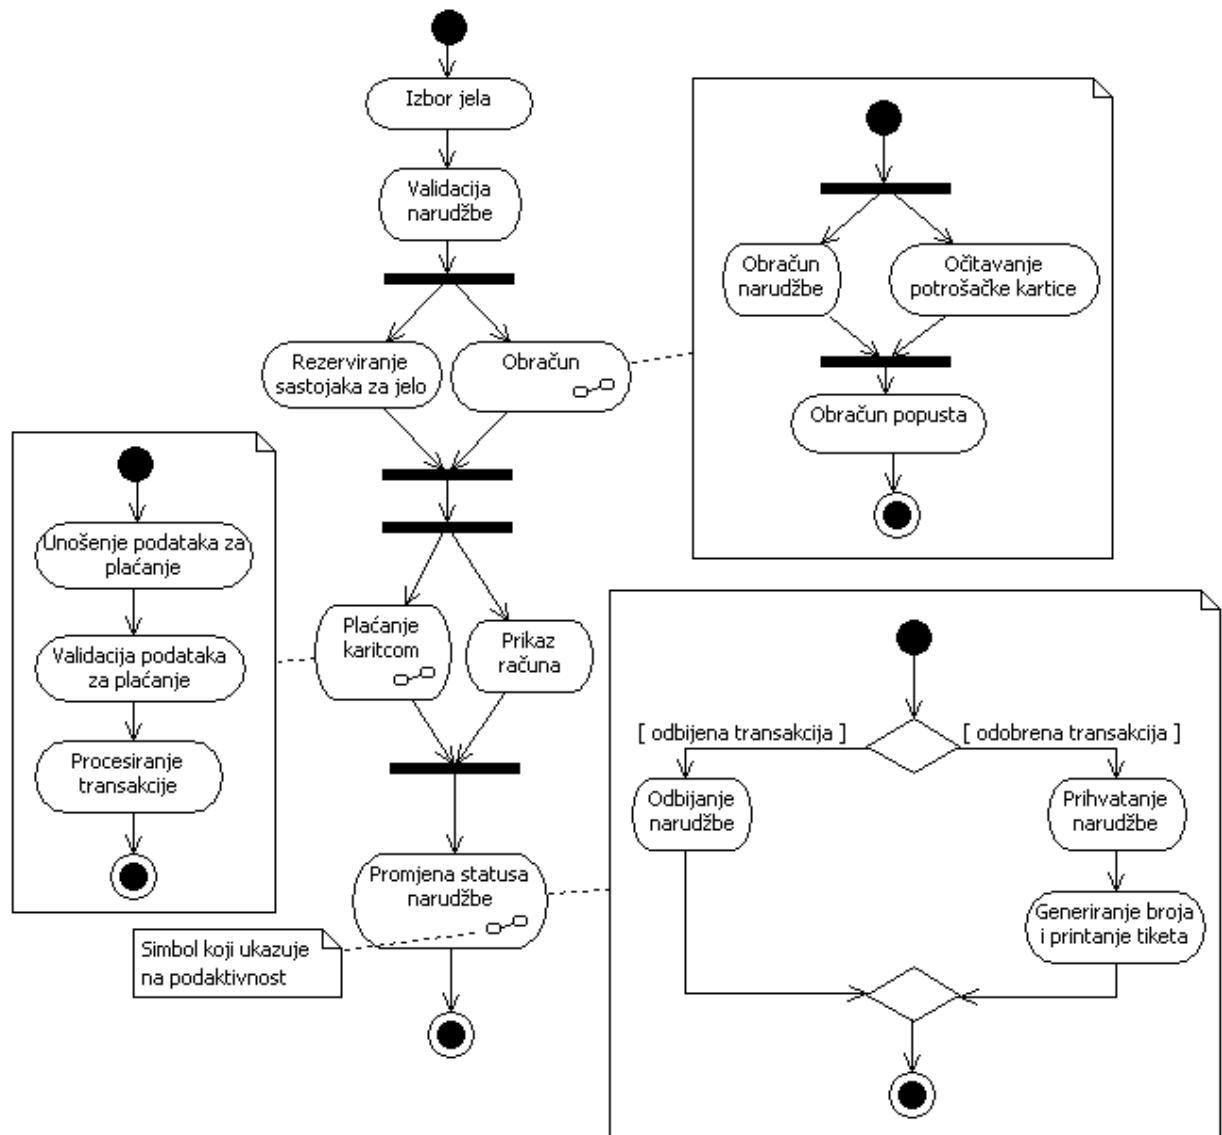 Izbor jela
Validacija
narudžbe
Rezerviranje
sastojaka za jelo
Obračun
Plaćanje
karitcom
Prikaz
računa
Promjena statusa
narudžbe
Simbol koji ukazuje
na podaktivnost
Obračun
narudžbe
Očitavanje
potrošačke kartice
Obračun popusta
Unošenje podataka za
plaćanje
Validacija podataka
za plaćanje
Procesiranje
transakcije
[ odbijena transakcija ]
[ odobrena transakcija ]
Odbijanje
narudžbe
Prihvatanje
narudžbe
Generiranje broja
i printanje tiketa